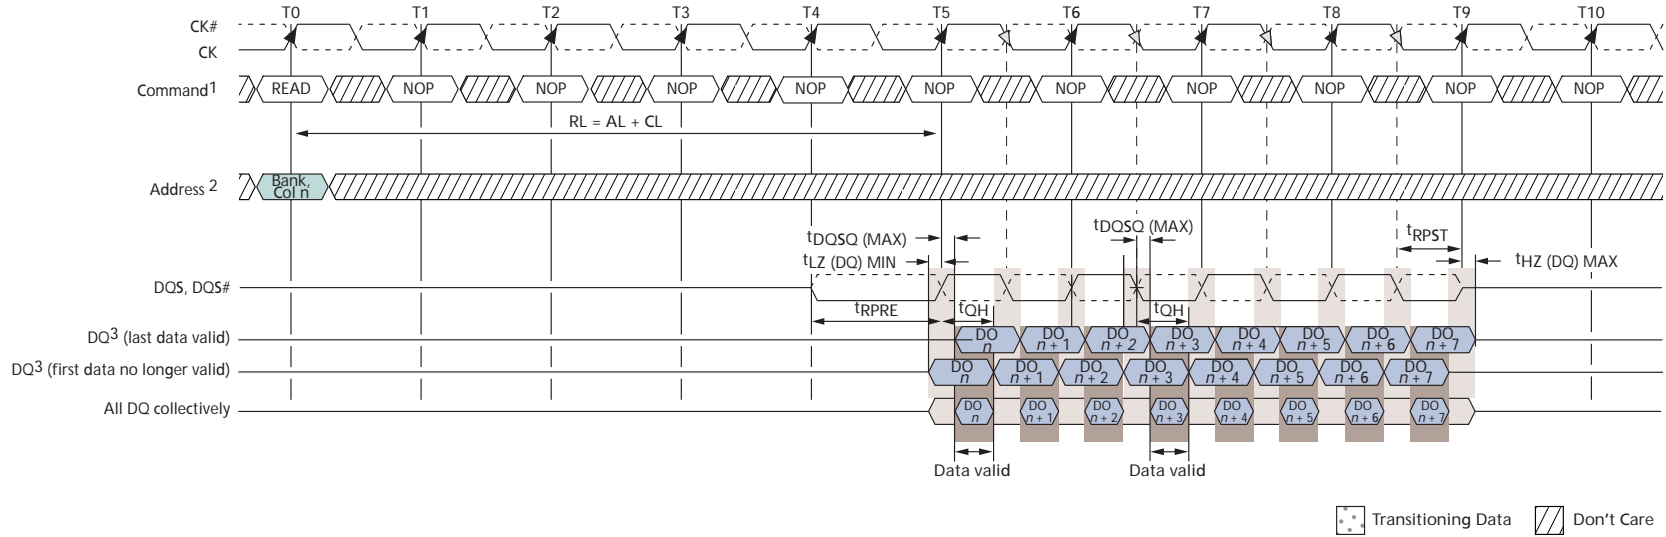 T0 T1 T2 T3 T4 T5 T6 T7 T8 T9 T10
CK#
CK
Command1 READ NOP NOP NOP NOP NOP NOP NOP NOP NOP NOP
RL = AL + CL
Address 2 Bank,
Col n
tDQSQ (MAX) tDQSQ (MAX) tRPST
tLZ (DQ) MIN tHZ (DQ) MAX
DQS, DQS#
tRPRE tQH tQH
DQ3 (last data valid) DO DO DO DO DO DO DO DO
n n + 1 n + 2 n + 3 n + 4 n + 5 n + 6 n + 7
DQ3 (first data no longer valid) DO DO DO DO DO DO DO DO
n n + 1 n + 2 n + 3 n + 4 n + 5 n + 6 n + 7
All DQ collectively DO DO DO DO DO DO DO DO
n n + 1 n + 2 n + 3 n + 4 n + 5 n + 6 n + 7
Data valid Data valid
Transitioning Data Don't Care